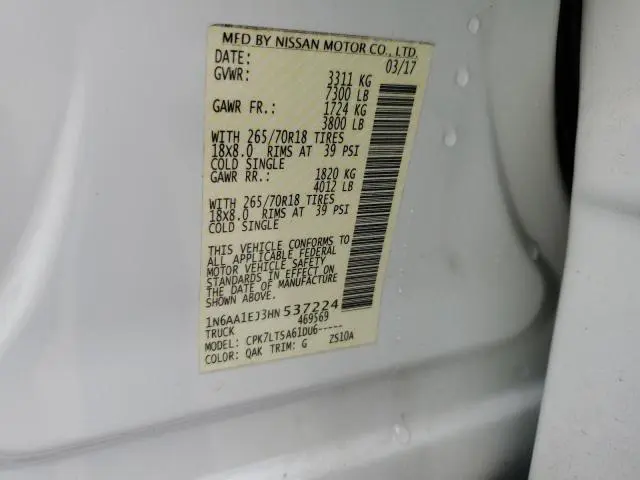 MFD BY NISSAN MOTOR CO., LTD.
DATE: 03/17
GVWR: 3311 KG
7300 LB
GAWR FR.: 1724 KG
3800 LB
WITH 265/70R18 TIRES
18X8.0 RIMS AT 39 PSI
COLD SINGLE
GAWR RR.: 1820 KG
4012 LB
WITH 265/70R18 TIRES
18X8.0 RIMS AT 39 PSI
COLD SINGLE
THIS VEHICLE CONFORMS TO
ALL APPLICABLE FEDERAL
MOTOR VEHICLE SAFETY
STANDARDS IN EFFECT ON
THE DATE OF MANUFACTURE
SHOWN ABOVE.
1N6AA1EJ3HN537224
TRUCK 469569
MODEL: CPK7LTSA61DU6-----
COLOR: QAK TRIM: G ZS10A